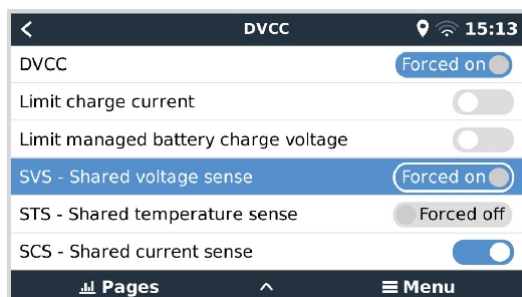 DVCC 15:13
DVCC Forced on
Limit charge current
Limit managed battery charge voltage
SVS - Shared voltage sense Forced on
STS - Shared temperature sense Forced off
SCS - Shared current sense
Pages Menu